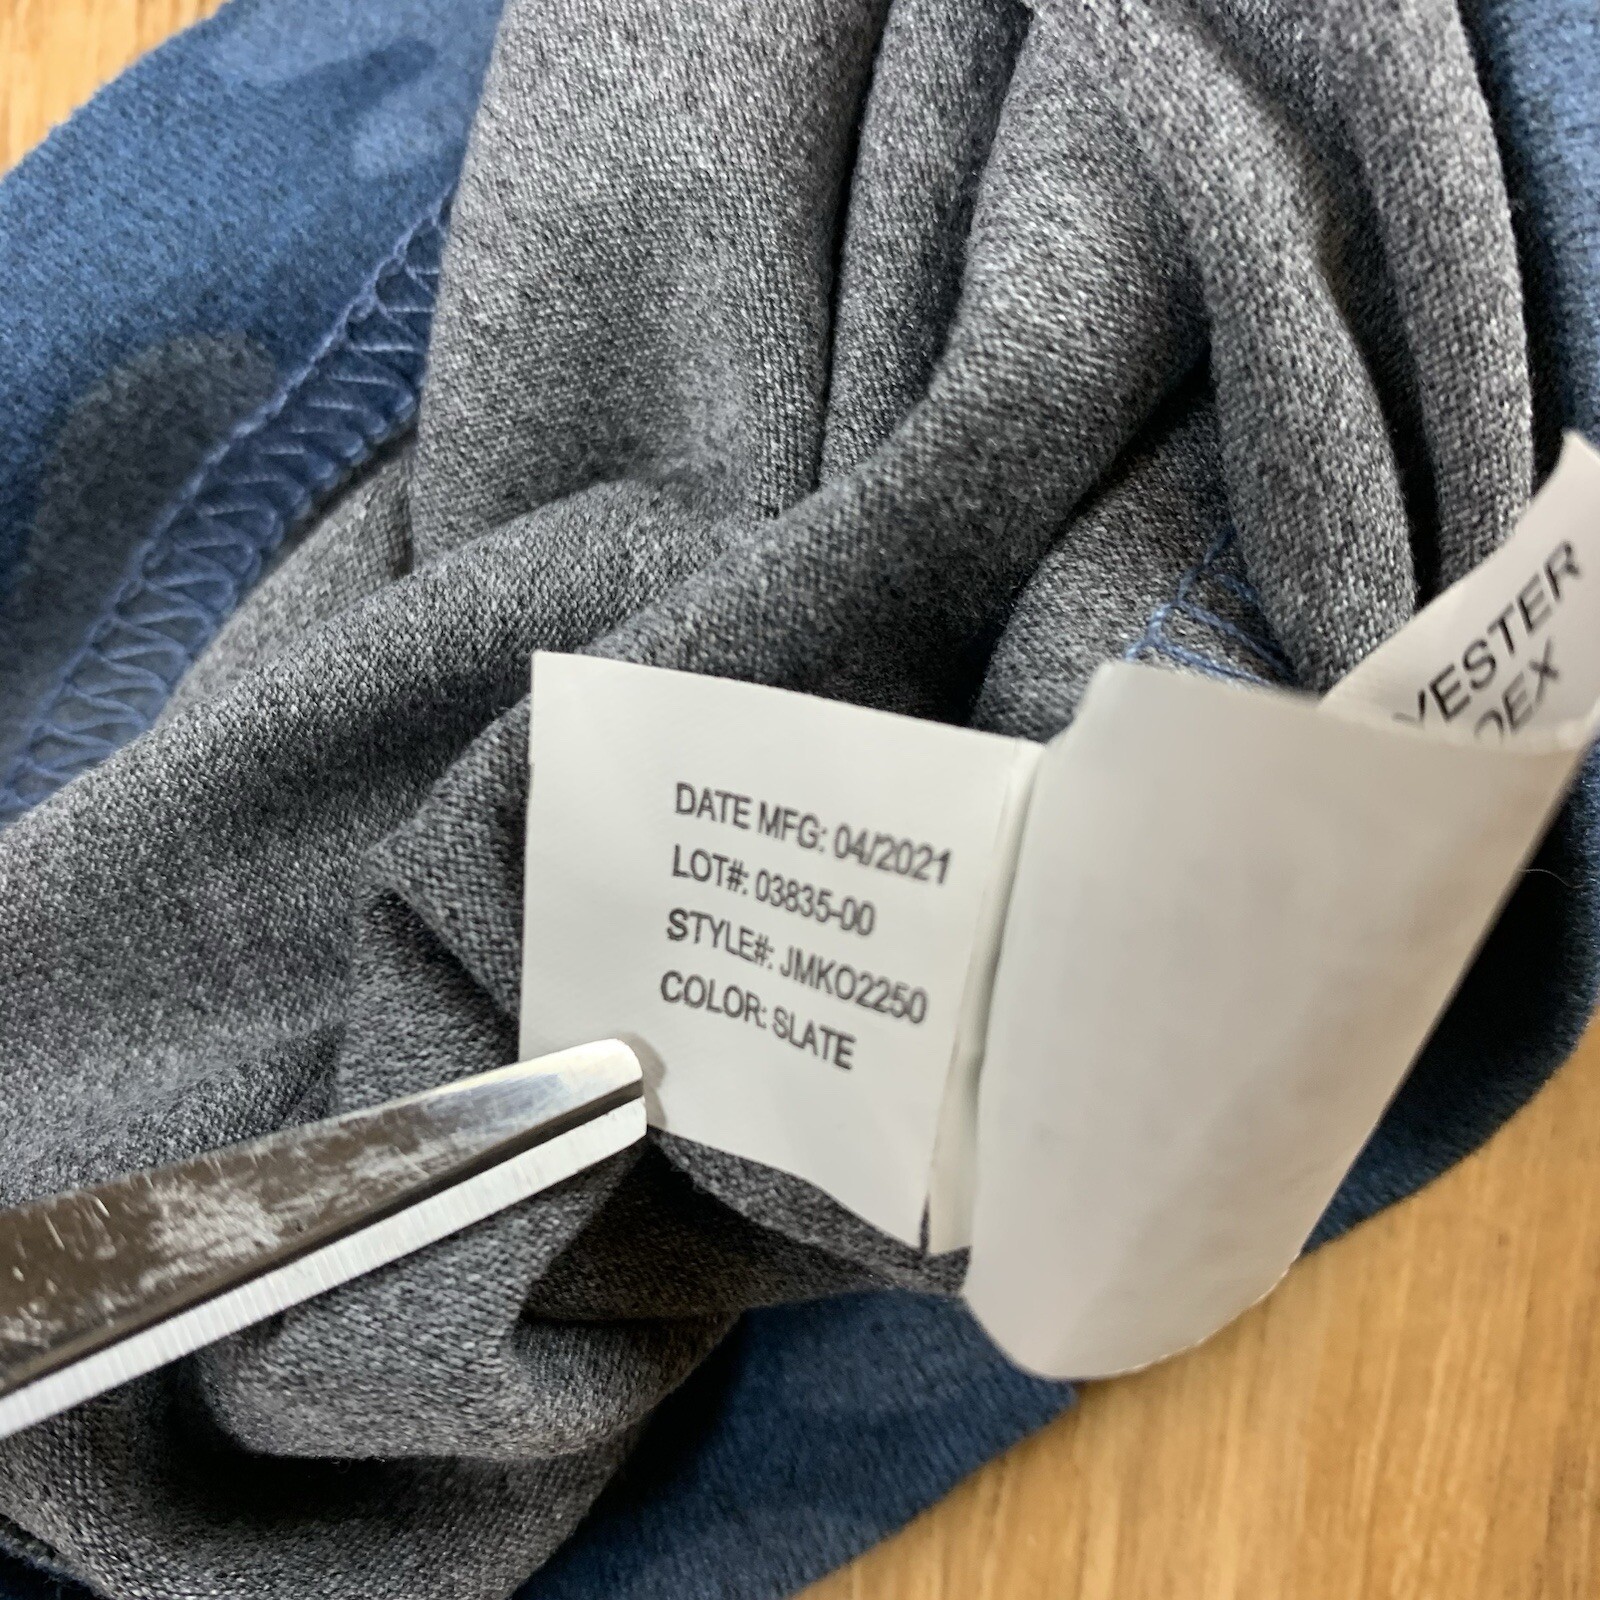 DATE MFG: 04/2021
LOT#: 03835-00
STYLE#: JMKO2250
COLOR: SLATE
YESTER
DEX